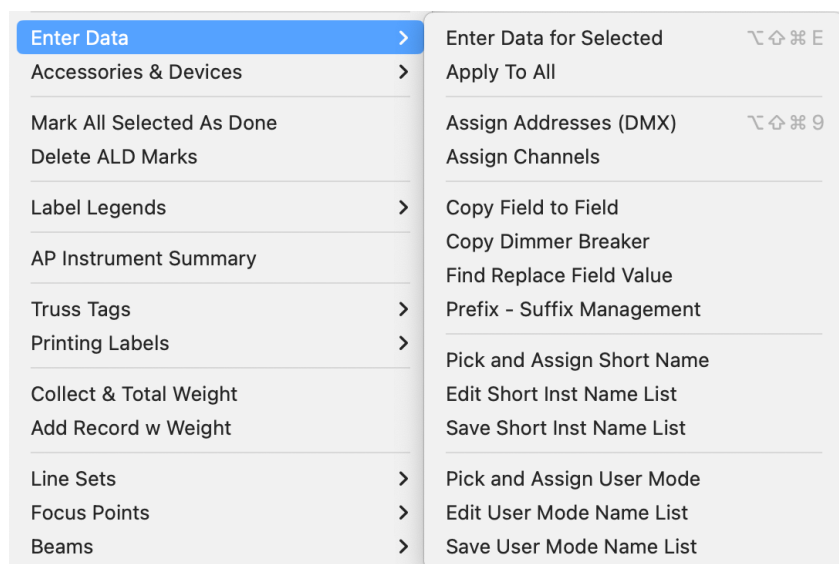 Enter Data
Accessories & Devices
Mark All Selected As Done
Delete ALD Marks
Label Legends
AP Instrument Summary
Truss Tags
Printing Labels
Collect & Total Weight
Add Record w Weight
Line Sets
Focus Points
Beams
Enter Data for Selected ⌥⇧⌘E
Apply To All
Assign Addresses (DMX) ⌥⇧⌘9
Assign Channels
Copy Field to Field
Copy Dimmer Breaker
Find Replace Field Value
Prefix - Suffix Management
Pick and Assign Short Name
Edit Short Inst Name List
Save Short Inst Name List
Pick and Assign User Mode
Edit User Mode Name List
Save User Mode Name List